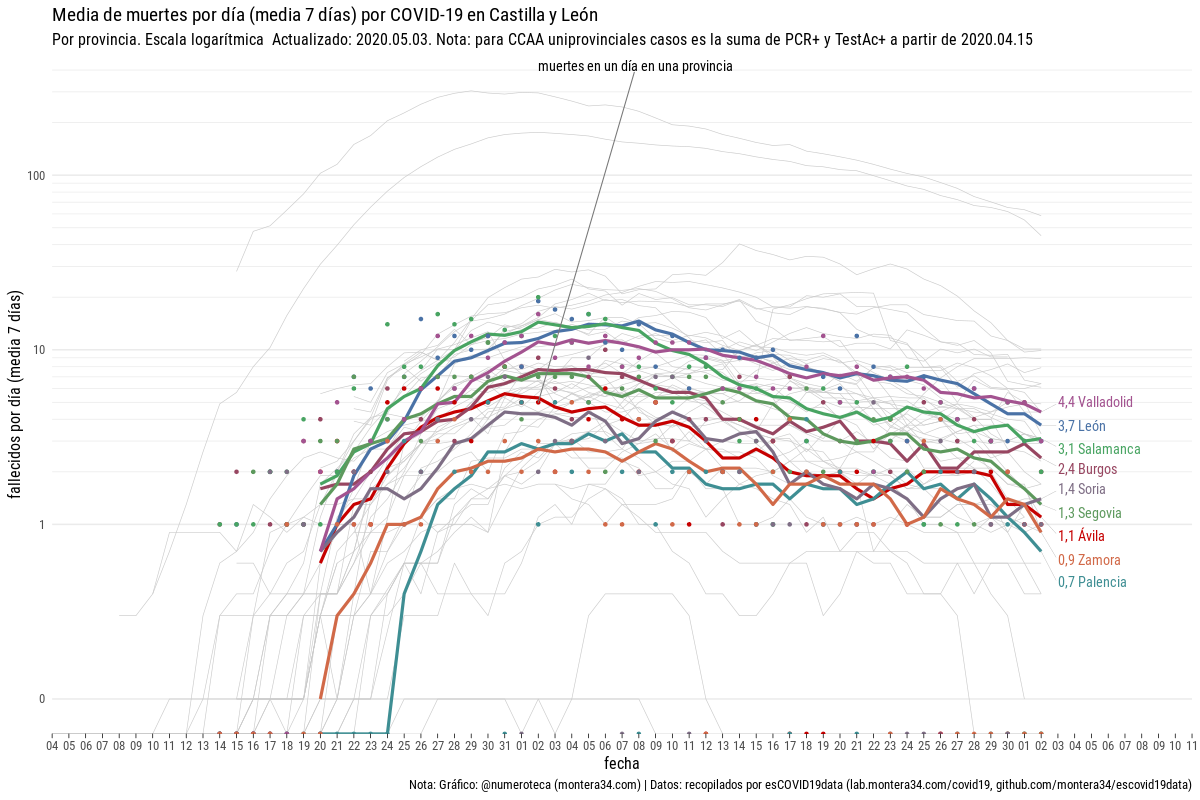 Media de muertes por día (media 7 días) por COVID-19 en Castilla y León
Por provincia. Escala logarítmica  Actualizado: 2020.05.03. Nota: para CCAA uniprovinciales casos es la suma de PCR+ y TestAc+ a partir de 2020.04.15
muertes en un día en una provincia
fallecidos por día (media  7 días)
100
10
1
0
4,4 Valladolid
3,7 León
3,1 Salamanca
2,4 Burgos
1,4 Soria
1,3 Segovia
1,1 Ávila
0,9 Zamora
0,7 Palencia
04 05 06 07 08 09 10 11 12 13 14 15 16 17 18 19 20 21 22 23 24 25 26 27 28 29 30 31 01 02 03 04 05 06 07 08 09 10 11 12 13 14 15 16 17 18 19 20 21 22 23 24 25 26 27 28 29 30 01 02 03 04 05 06 07 08 09 10 11
fecha
Nota: Gráfico: @numeroteca (montera34.com) | Datos: recopilados por esCOVID19data (lab.montera34.com/covid19, github.com/montera34/escovid19data)